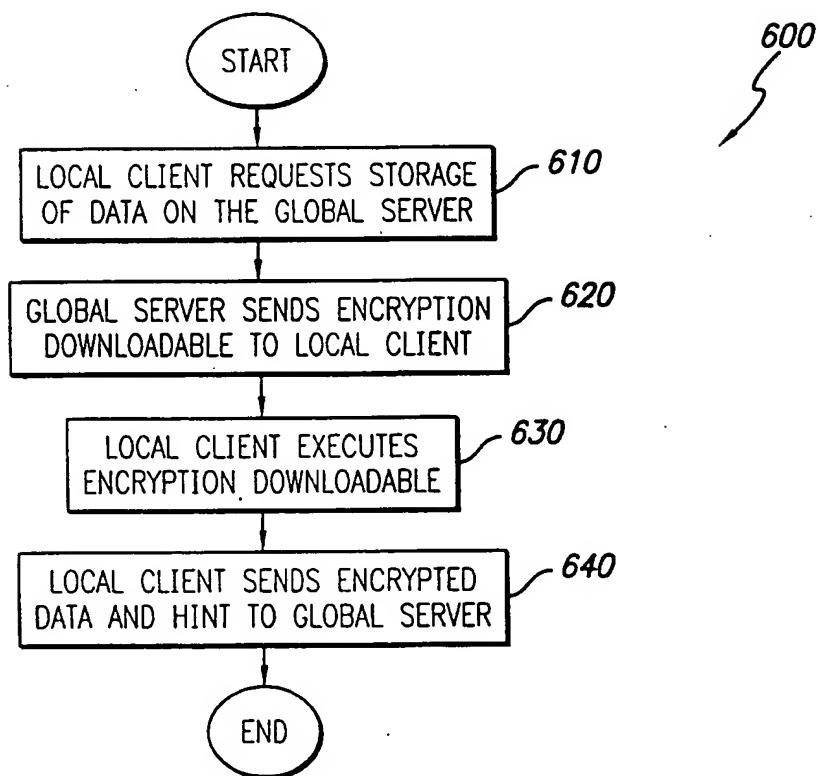 START
600
LOCAL CLIENT REQUESTS STORAGE
OF DATA ON THE GLOBAL SERVER
610
GLOBAL SERVER SENDS ENCRYPTION
DOWNLOADABLE TO LOCAL CLIENT
620
LOCAL CLIENT EXECUTES
ENCRYPTION DOWNLOADABLE
630
LOCAL CLIENT SENDS ENCRYPTED
DATA AND HINT TO GLOBAL SERVER
640
END